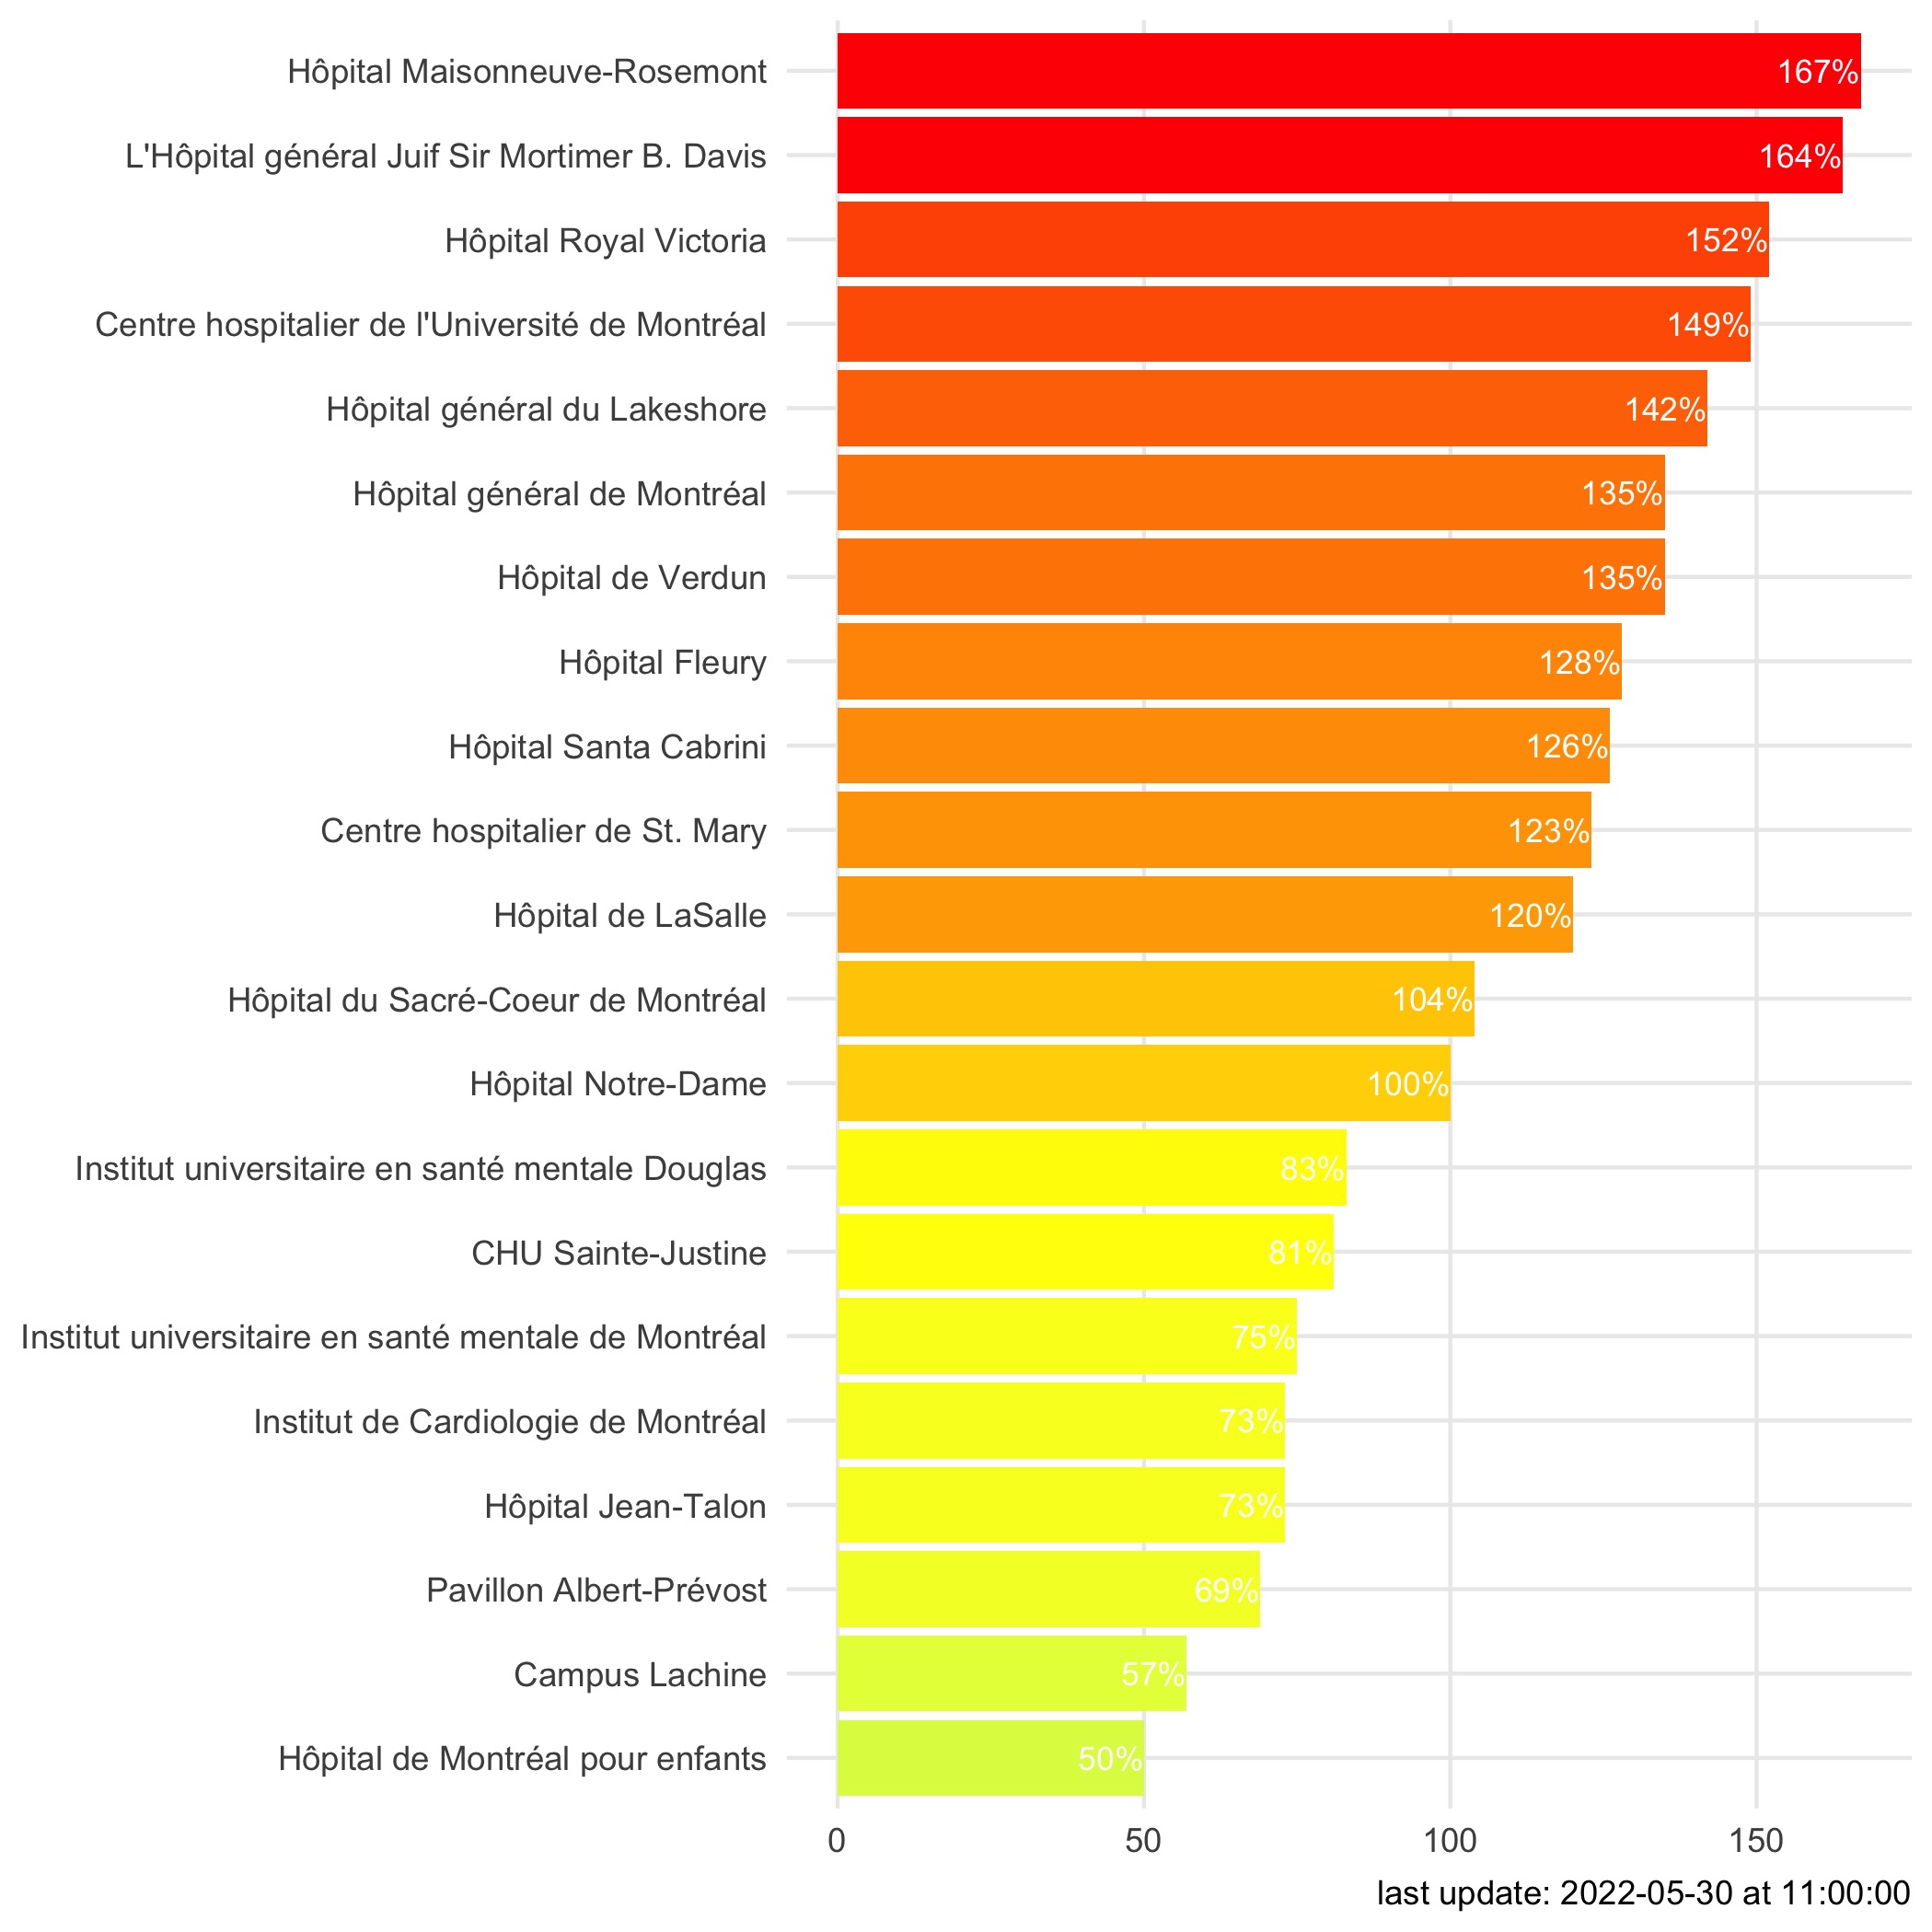 Hôpital Maisonneuve-Rosemont 167%
L'Hôpital général Juif Sir Mortimer B. Davis 164%
Hôpital Royal Victoria 152%
Centre hospitalier de l'Université de Montréal 149%
Hôpital général du Lakeshore 142%
Hôpital général de Montréal 135%
Hôpital de Verdun 135%
Hôpital Fleury 128%
Hôpital Santa Cabrini 126%
Centre hospitalier de St. Mary 123%
Hôpital de LaSalle 120%
Hôpital du Sacré-Coeur de Montréal 104%
Hôpital Notre-Dame 100%
Institut universitaire en santé mentale Douglas 83%
CHU Sainte-Justine 81%
Institut universitaire en santé mentale de Montréal 75%
Institut de Cardiologie de Montréal 73%
Hôpital Jean-Talon 73%
Pavillon Albert-Prévost 69%
Campus Lachine 57%
Hôpital de Montréal pour enfants 50%
0 50 100 150
last update: 2022-05-30 at 11:00:00